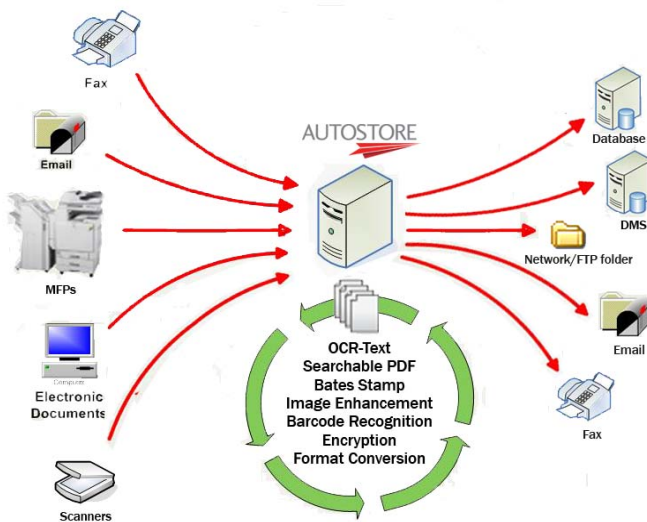 Fax
Email
MFPs
Computer
Electronic
Documents
Scanners
AUTOSTORE
OCR-Text
Searchable PDF
Bates Stamp
Image Enhancement
Barcode Recognition
Encryption
Format Conversion
Database
DMS
Network/FTP folder
Email
Fax